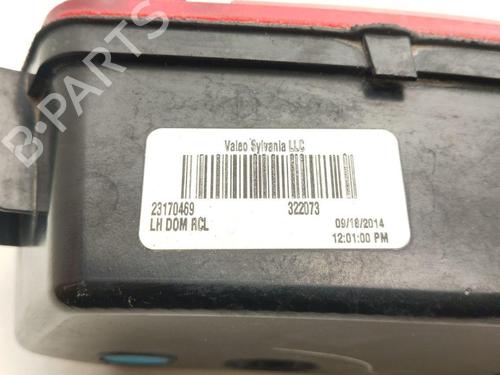 B-PARTS
Valeo Sylvania LLC
23170469 322073
LH DOM RCL
09/18/2014
12:01:00 PM